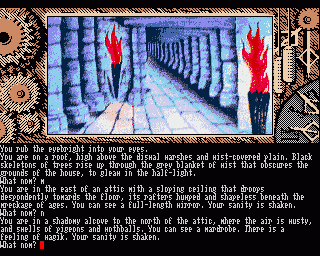 You rub the eyebright into your eyes.
You are on a roof, high above the dismal marshes and mist-covered plain. Black
skeletons of trees rise up through the grey blanket of mist that obscures the
grounds of the house, to gleam in the half-light.
What now? w
You are in the east of an attic with a sloping ceiling that droops
despondently towards the floor, its rafters humped and shapeless beneath the
wreckage of ages. You can see a full-length mirror. Your sanity is shaken.
What now? n
You are in a shadowy alcove to the north of the attic, where the air is musty,
and smells of pigeons and mothballs. You can see a wardrobe. There is a
feeling of magik. Your sanity is shaken.
What now?